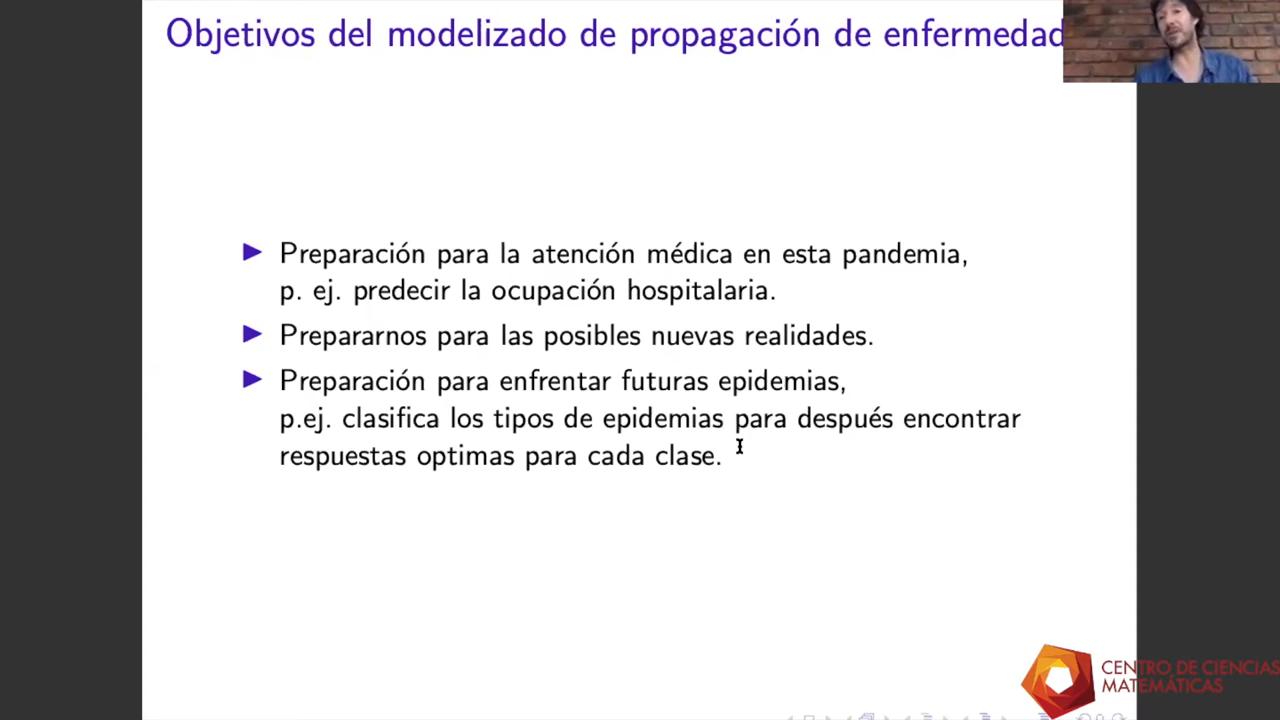 Objetivos del modelizado de propagación de enfermedad
Preparación para la atención médica en esta pandemia,
p. ej. predecir la ocupación hospitalaria.
Prepararnos para las posibles nuevas realidades.
Preparación para enfrentar futuras epidemias,
p.ej. clasifica los tipos de epidemias para después encontrar
respuestas optimas para cada clase.
CENTRO DE CIENCIAS
MATEMÁTICAS